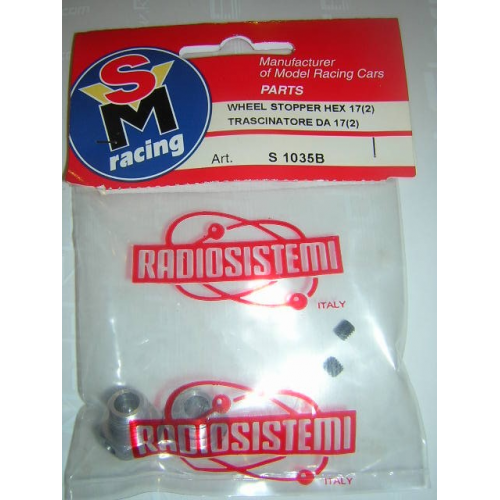 SM
racing
Manufacturer
of Model Racing Cars
PARTS
WHEEL STOPPER HEX 17(2)
TRASCINATORE DA 17(2)
Art. S 1035B
RADIOSISTEMI
ITALY
RADIOSISTEMI
ITALY